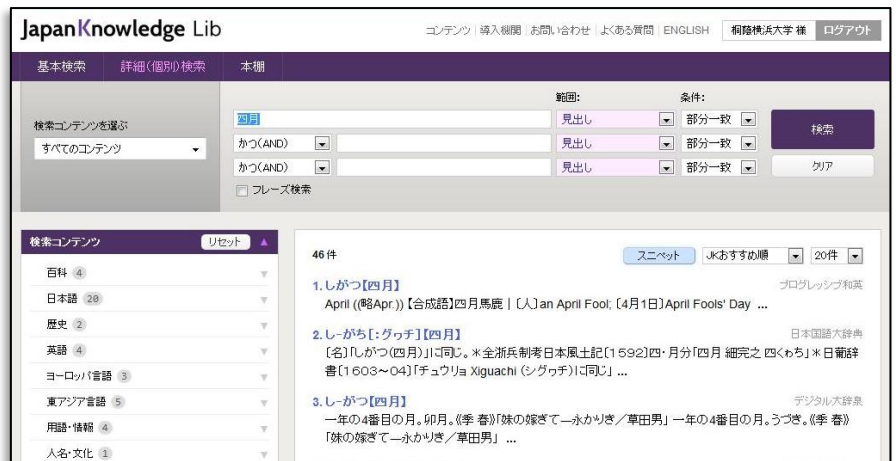 JapanKnowledge Lib
コンテンツ 導入機関 お問い合わせ よくある質問 ENGLISH 桐蔭横浜大学 様 ログアウト
基本検索 詳細(個別)検索 本棚
範囲: 条件:
検索コンテンツを選ぶ
すべてのコンテンツ
四月 見出し 部分一致 検索
かつ(AND) 見出し 部分一致
かつ(AND) 見出し 部分一致 クリア
フレーズ検索
検索コンテンツ リセット
百科 4
日本語 20
歴史 2
英語 4
ヨーロッパ言語 3
東アジア言語 5
用語・情報 4
人名・文化 1
46 件 スニペット JKおすすめ順 20件
1. しがつ【四月】 プログレッシブ和英
April ((略Apr.)) 【合成語】四月馬鹿 | 〔人〕an April Fool; 〔4月1日〕April Fools' Day ...
2. し‐がち[:グヮチ]【四月】 日本国語大辞典
〔名〕「しがつ(四月)」に同じ。＊全浙兵制考日本風土記〔1592〕四・月分「四月 細完之 四くわち」＊日葡辞
書〔1603～04〕「チュウリョ Xiguachi (シグヮチ)に同じ」 ...
3. し‐がつ【四月】 デジタル大辞泉
一年の4番目の月。卯月。《季 春》「妹の嫁ぎて―永かりき／草田男」 一年の4番目の月。うづき。《季 春》
「妹の嫁ぎて―永かりき／草田男」 ...